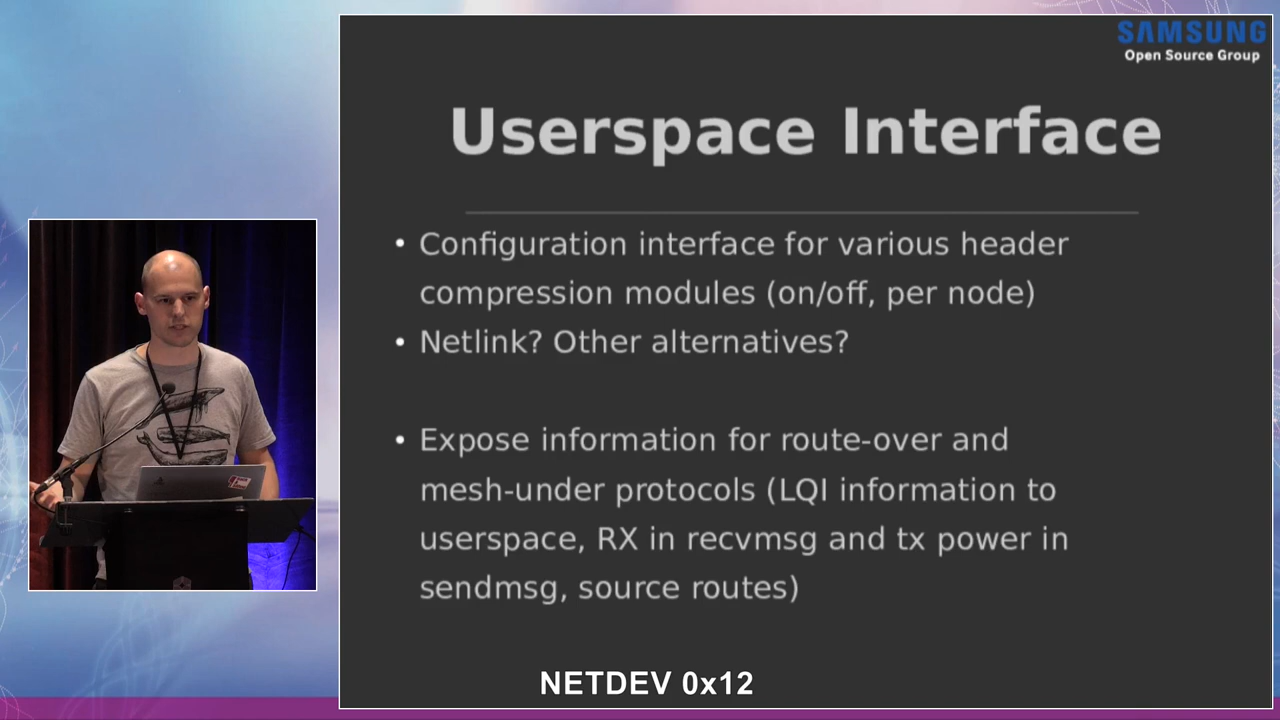 SAMSUNG
Open Source Group
Userspace Interface
• Configuration interface for various header
compression modules (on/off, per node)
• Netlink? Other alternatives?
• Expose information for route-over and
mesh-under protocols (LQI information to
userspace, RX in recvmsg and tx power in
sendmsg, source routes)
NETDEV 0x12